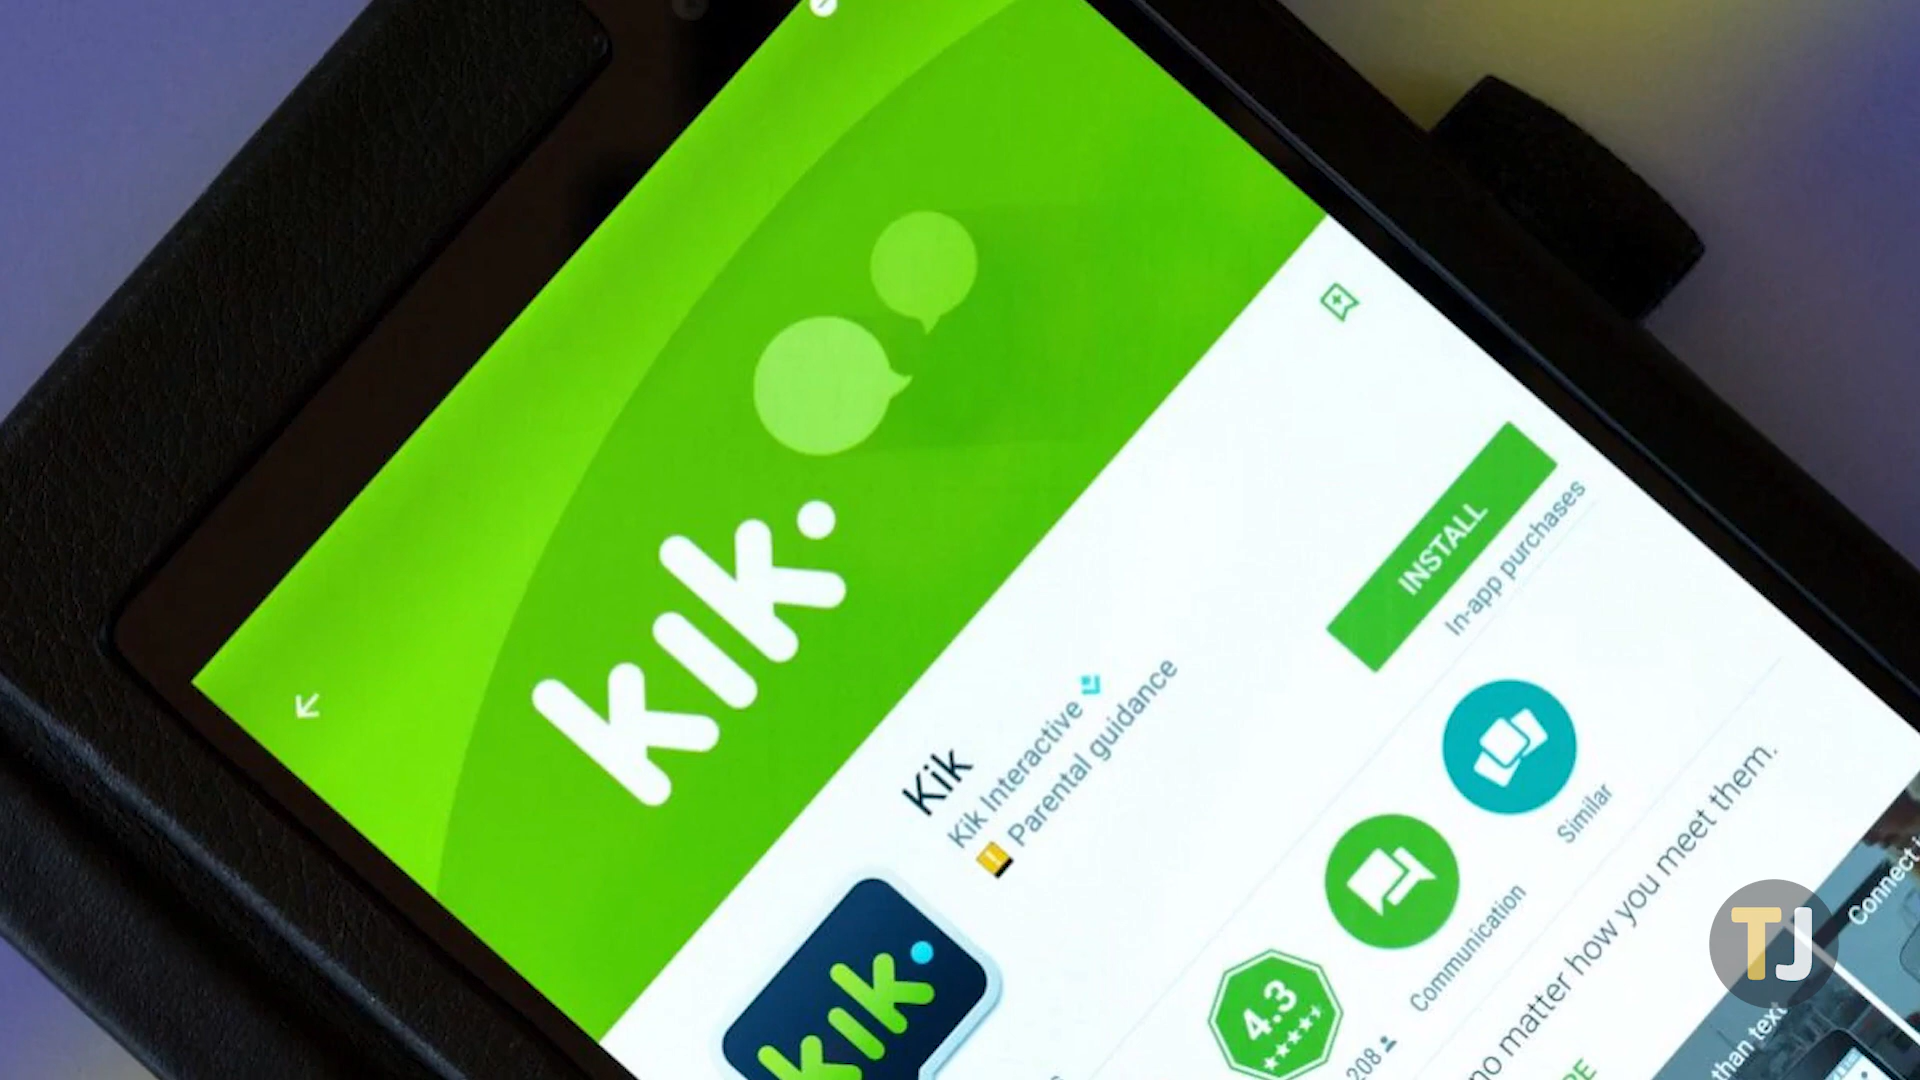 kik.
Kik
Kik Interactive
Parental guidance
INSTALL
In-app purchases
kik.
4.3
208
Communication
Similar
no matter how you meet them.
than text
Connect
TJ